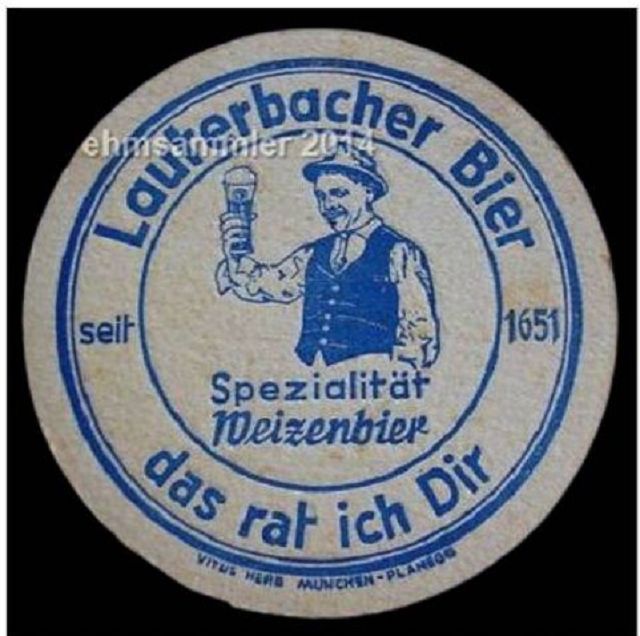 Lauterbacher Bier
ehmsammler 2014
seit 1651
Spezialität
Weizenbier
das rat ich Dir
VITUS HERB MÜNCHEN-PLANEGG